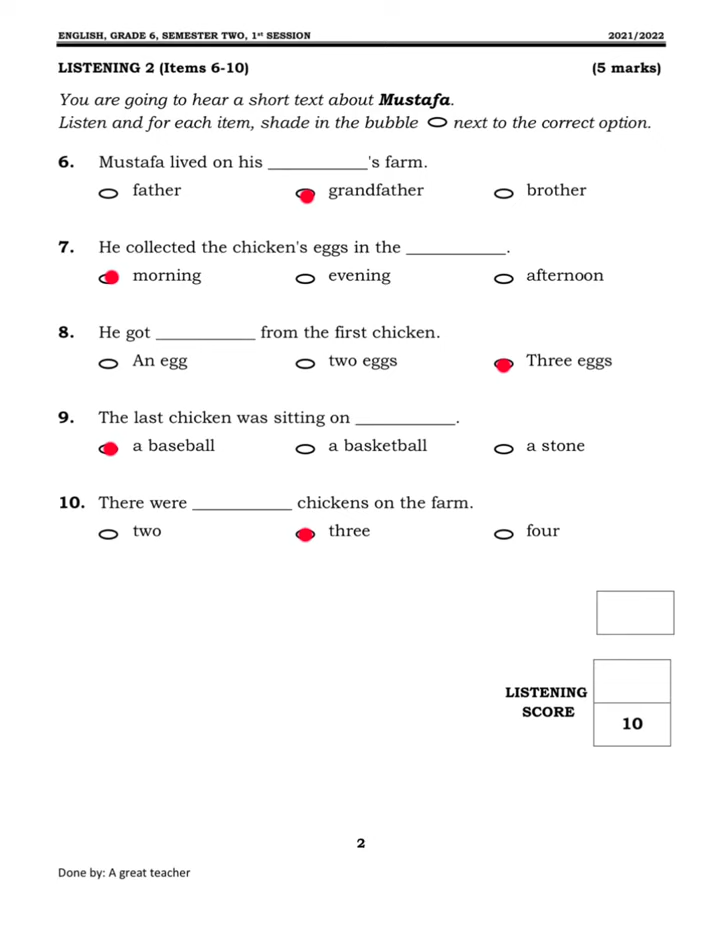 ENGLISH, GRADE 6, SEMESTER TWO, 1st SESSION 2021/2022
LISTENING 2 (Items 6-10) (5 marks)
You are going to hear a short text about Mustafa.
Listen and for each item, shade in the bubble next to the correct option.
6. Mustafa lived on his ____________'s farm.
father grandfather brother
7. He collected the chicken's eggs in the ____________.
morning evening afternoon
8. He got ____________ from the first chicken.
An egg two eggs Three eggs
9. The last chicken was sitting on ____________.
a baseball a basketball a stone
10. There were ____________ chickens on the farm.
two three four
LISTENING
SCORE
10
2
Done by: A great teacher